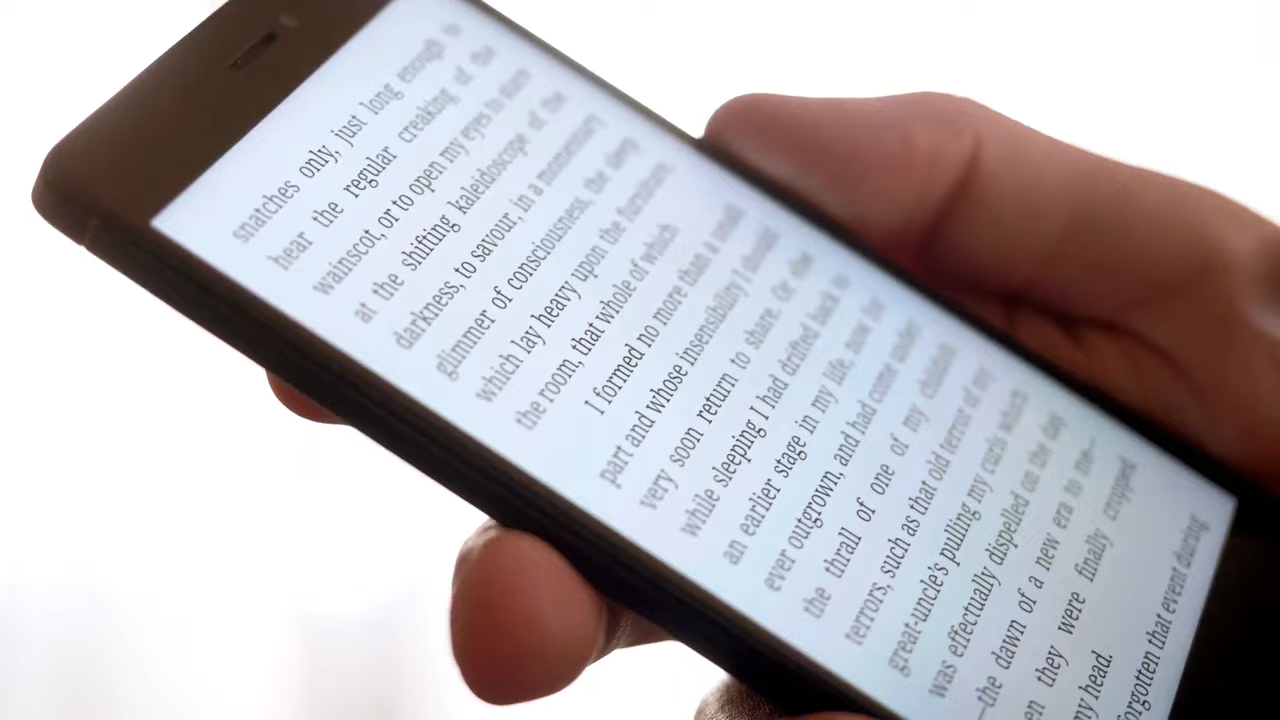 snatches only, just long enough to
hear the regular creaking of the
wainscot, or to open my eyes to stare
at the shifting kaleidoscope of the
darkness, to savour, in a momentary
glimmer of consciousness, the sleep
which lay heavy upon the furniture,
the room, that whole of which
I formed no more than a small
part and whose insensibility I should
very soon return to share. Or the
while sleeping I had drifted back to
an earlier stage in my life, now for
ever outgrown, and had come under
the thrall of one of my childish
terrors, such as that old terror of my
great-uncle's pulling my curls which
was effectually dispelled on the day
—the dawn of a new era to me—
en they were finally cropped
my head.
orgotten that event during